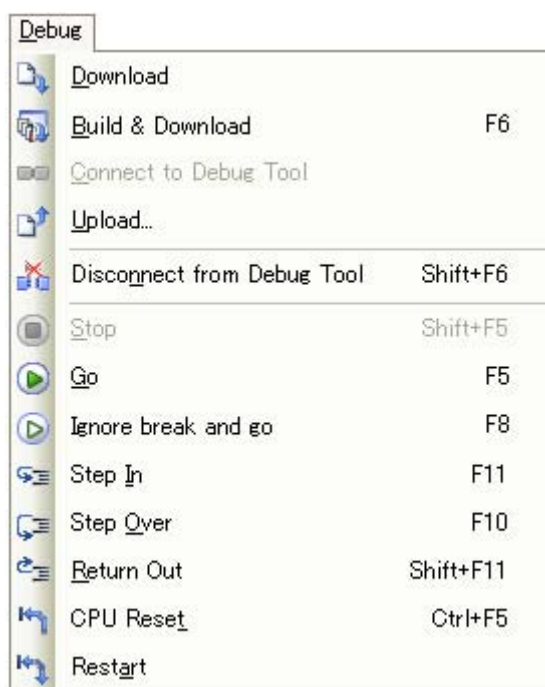 Debug
Download
Build & Download F6
Connect to Debug Tool
Upload...
Disconnect from Debug Tool Shift+F6
Stop Shift+F5
Go F5
Ignore break and go F8
Step In F11
Step Over F10
Return Out Shift+F11
CPU Reset Ctrl+F5
Restart